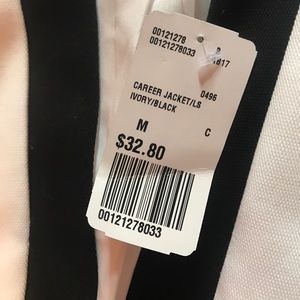 00121278
00121278033
CAREER JACKET/LS 0496
IVORY/BLACK
M C
$32.80
00121278033